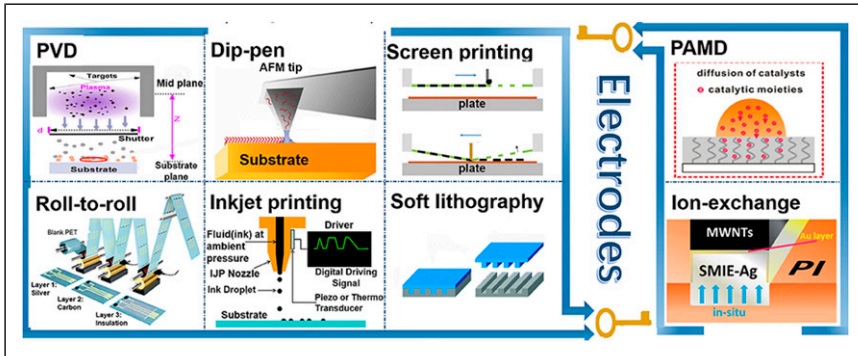 PVD
Targets
Plasma
Mid plane
Z
d
Shutter
Substrate
plane
Substrate
Dip-pen
AFM tip
Substrate
Screen printing
plate
plate
Roll-to-roll
Blank PET
Layer 1:
Silver
Layer 2:
Carbon
Layer 3:
Insulation
Inkjet printing
Fluid(ink) at
ambient
pressure
IJP Nozzle
Ink Droplet
Driver
Digital Driving
Signal
Piezo or Thermo
Transducer
Substrate
Soft lithography
Electrodes
PAMD
diffusion of catalysts
catalytic moieties
Ion-exchange
MWNTs
Au layer
SMIE-Ag
PI
in-situ